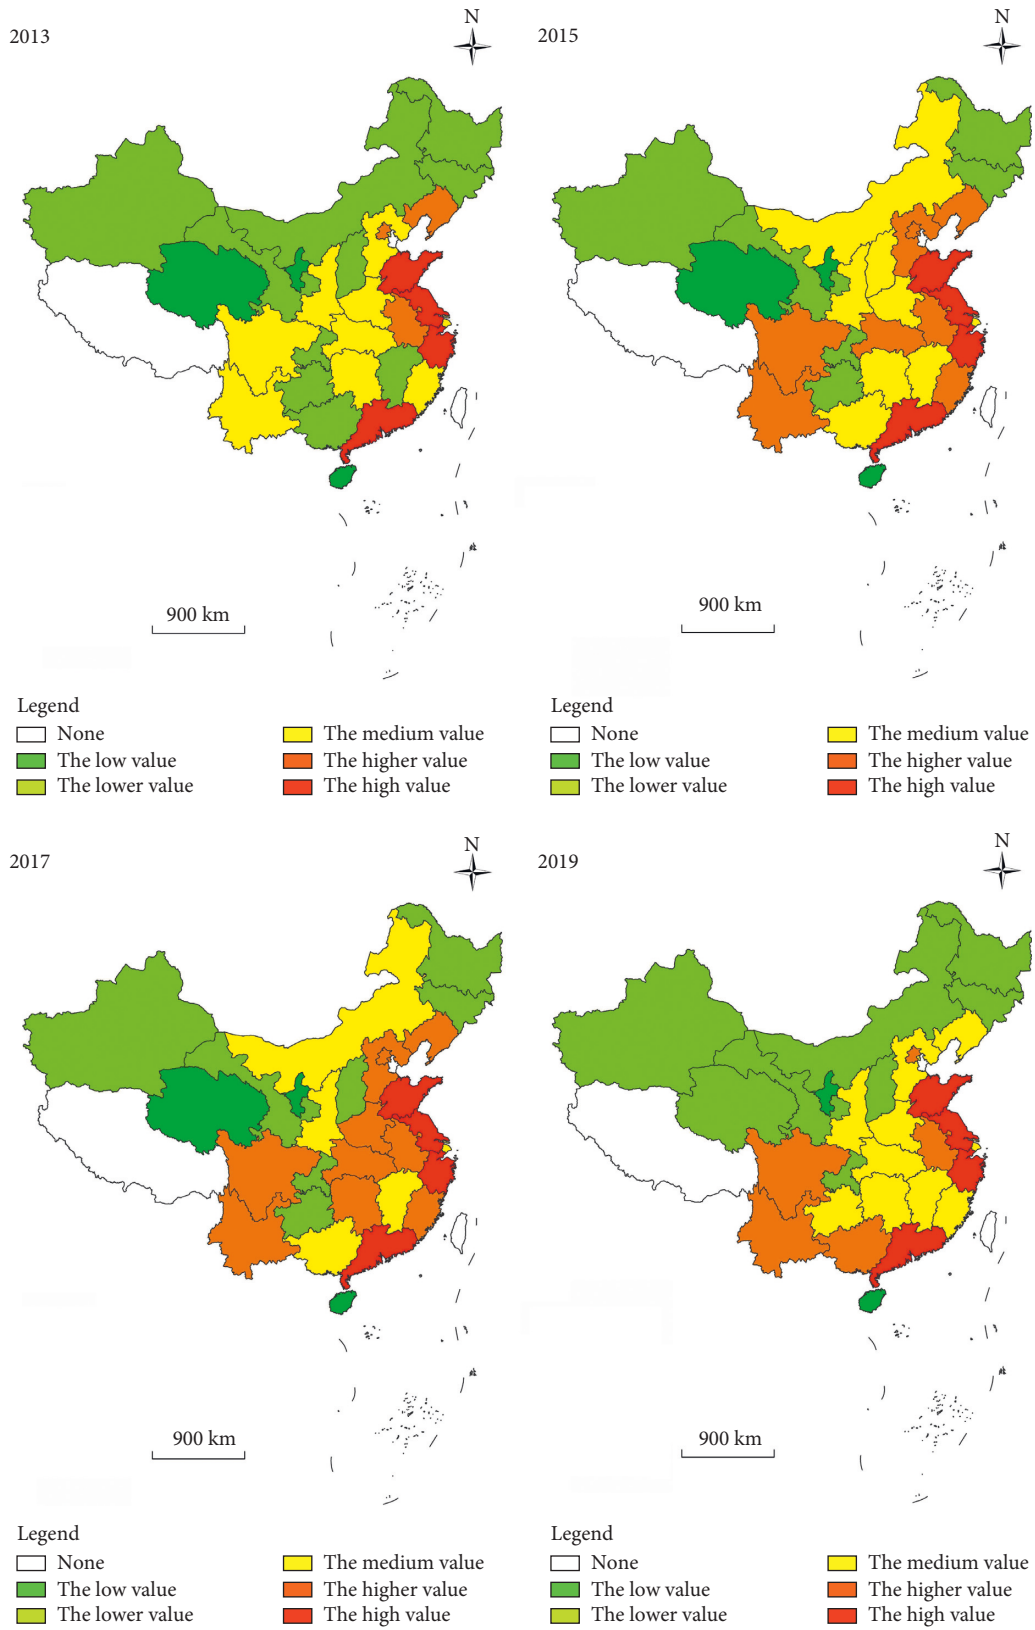 2013
N
900 km
Legend
None
The low value
The lower value
The medium value
The higher value
The high value
2015
N
900 km
Legend
None
The low value
The lower value
The medium value
The higher value
The high value
2017
N
900 km
Legend
None
The low value
The lower value
The medium value
The higher value
The high value
2019
N
900 km
Legend
None
The low value
The lower value
The medium value
The higher value
The high value